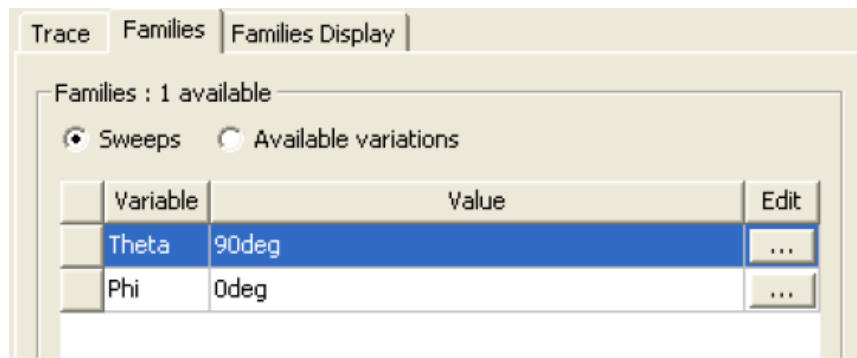 Trace Families Families Display
Families : 1 available
Sweeps Available variations
Variable Value Edit
Theta 90deg ...
Phi 0deg ...